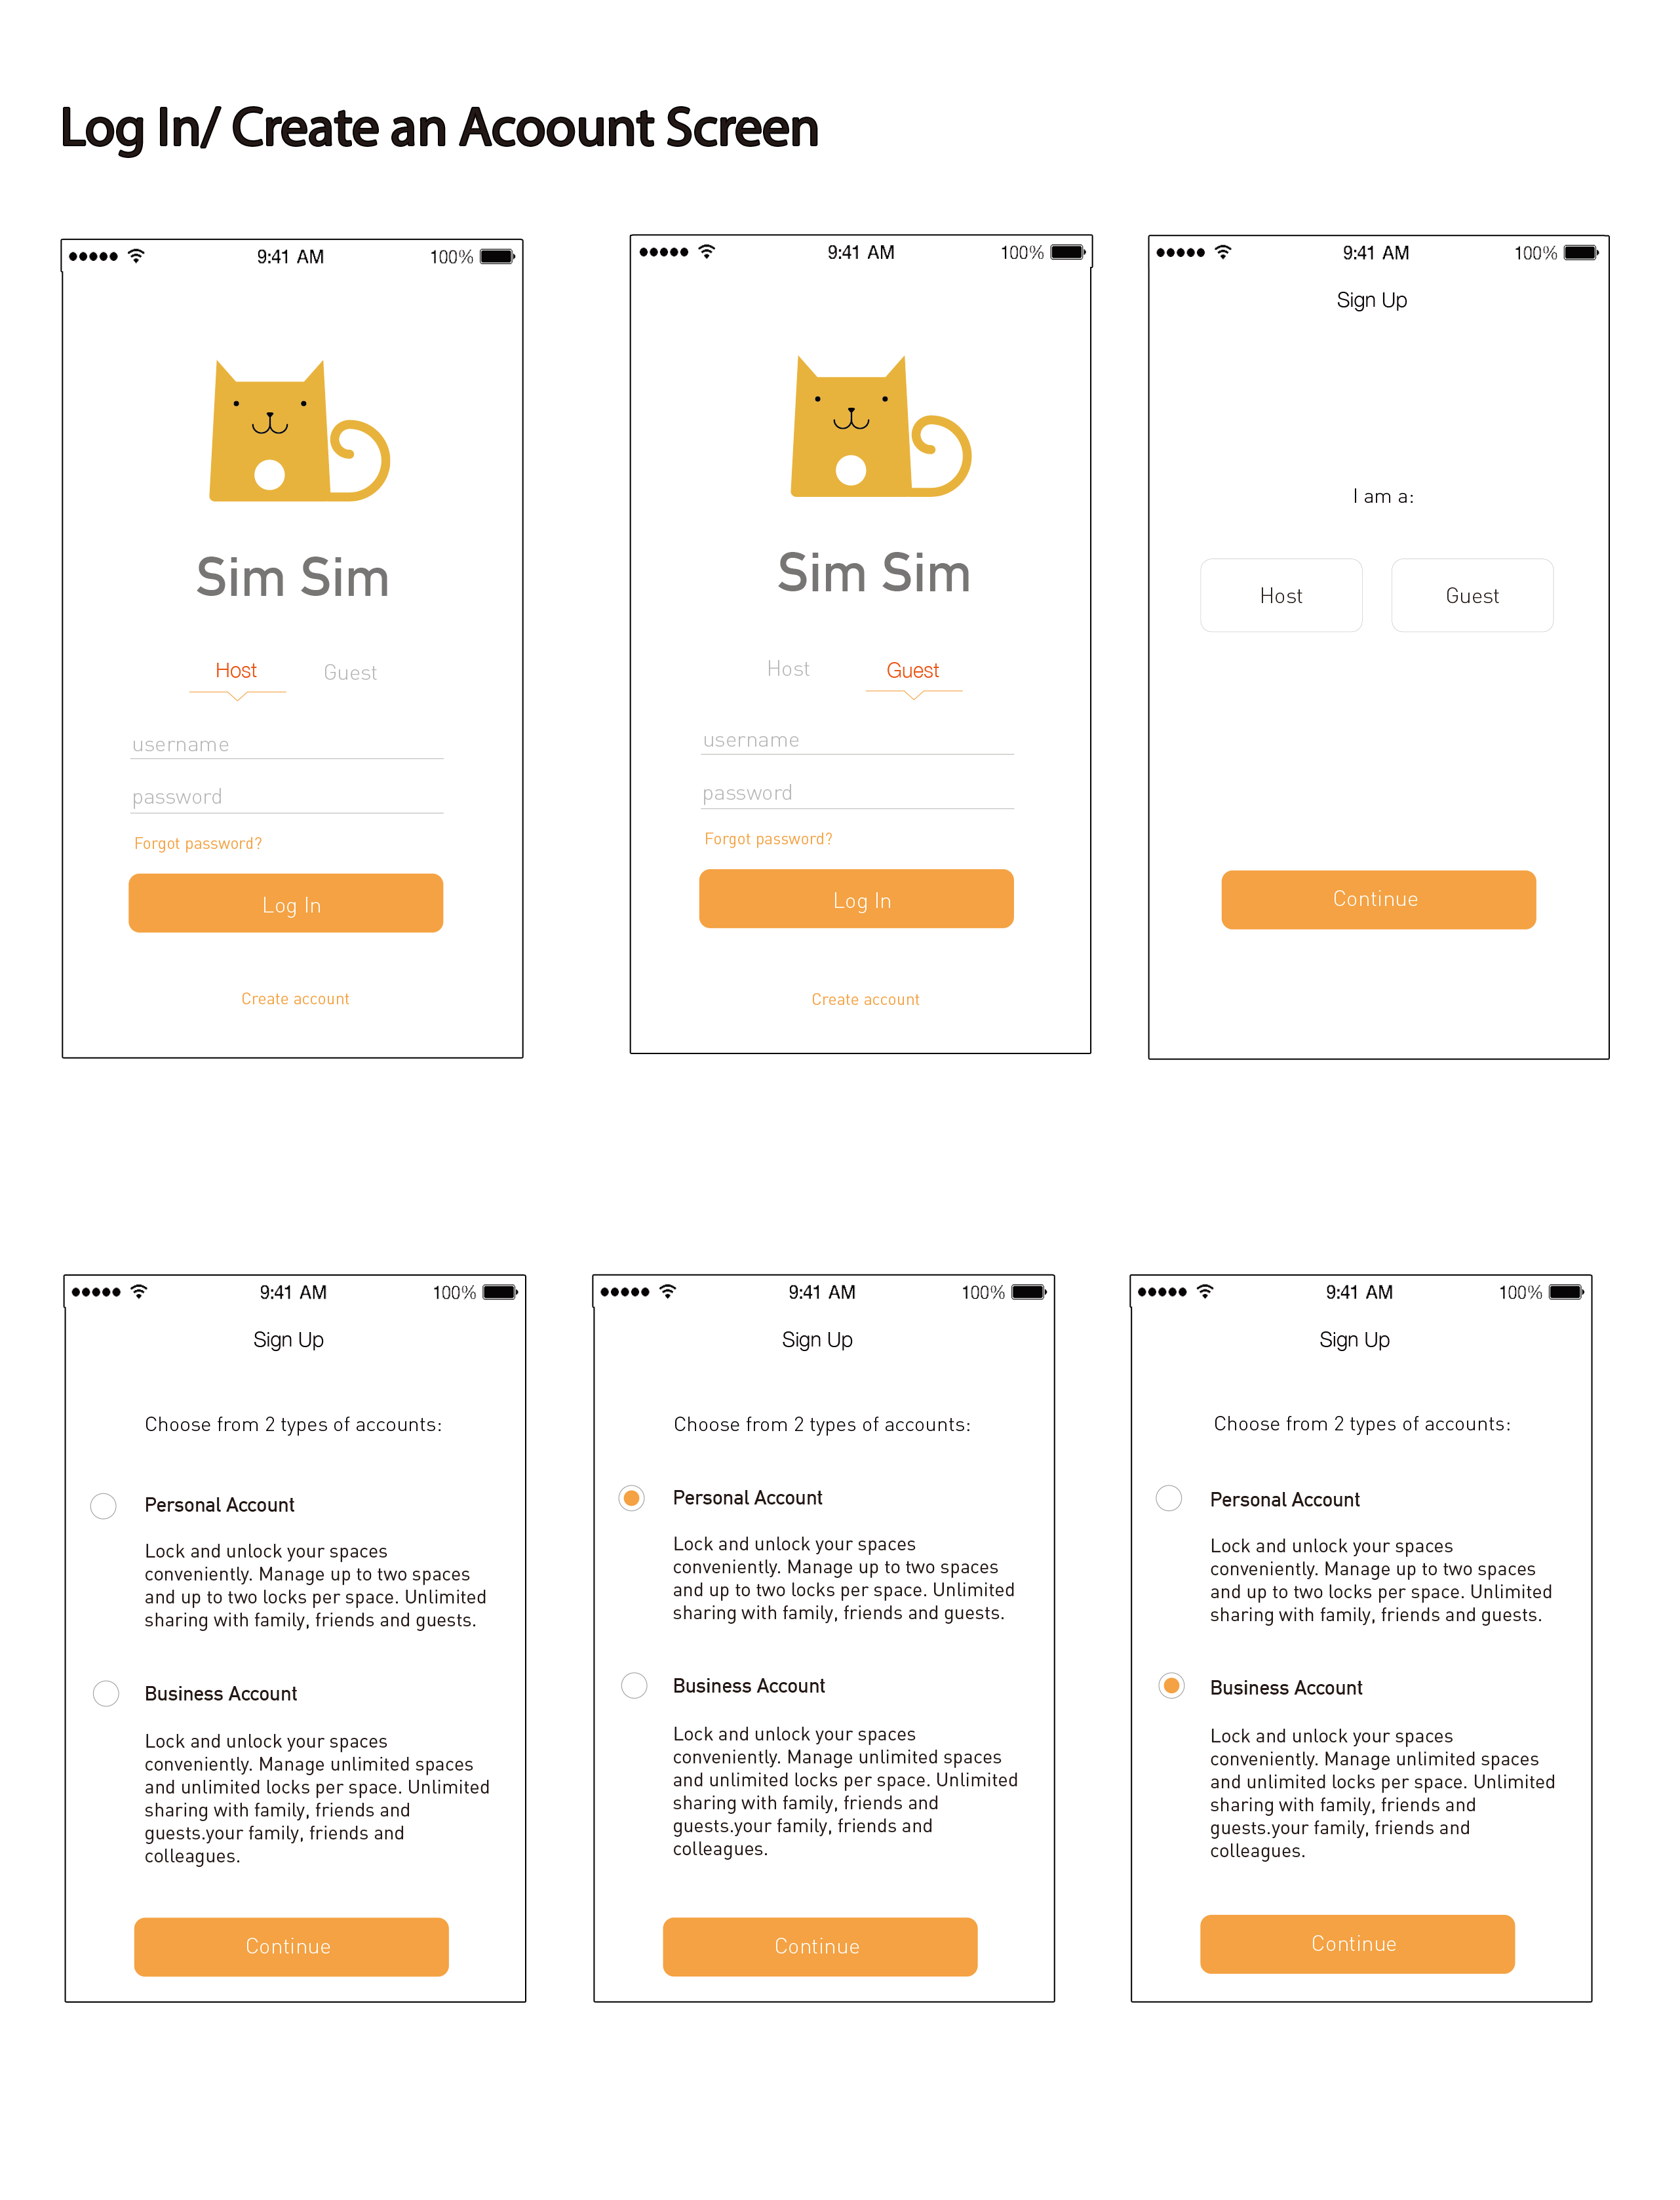 Log In/ Create an Acoount Screen
9:41 AM
100%
Sim Sim
Host
Guest
username
password
Forgot password?
Log In
Create account
9:41 AM
100%
Sim Sim
Host
Guest
username
password
Forgot password?
Log In
Create account
9:41 AM
100%
Sign Up
I am a:
Host
Guest
Continue
9:41 AM
100%
Sign Up
Choose from 2 types of accounts:
Personal Account
Lock and unlock your spaces
conveniently. Manage up to two spaces
and up to two locks per space. Unlimited
sharing with family, friends and guests.
Business Account
Lock and unlock your spaces
conveniently. Manage unlimited spaces
and unlimited locks per space. Unlimited
sharing with family, friends and
guests.your family, friends and
colleagues.
Continue
9:41 AM
100%
Sign Up
Choose from 2 types of accounts:
Personal Account
Lock and unlock your spaces
conveniently. Manage up to two spaces
and up to two locks per space. Unlimited
sharing with family, friends and guests.
Business Account
Lock and unlock your spaces
conveniently. Manage unlimited spaces
and unlimited locks per space. Unlimited
sharing with family, friends and
guests.your family, friends and
colleagues.
Continue
9:41 AM
100%
Sign Up
Choose from 2 types of accounts:
Personal Account
Lock and unlock your spaces
conveniently. Manage up to two spaces
and up to two locks per space. Unlimited
sharing with family, friends and guests.
Business Account
Lock and unlock your spaces
conveniently. Manage unlimited spaces
and unlimited locks per space. Unlimited
sharing with family, friends and
guests.your family, friends and
colleagues.
Continue